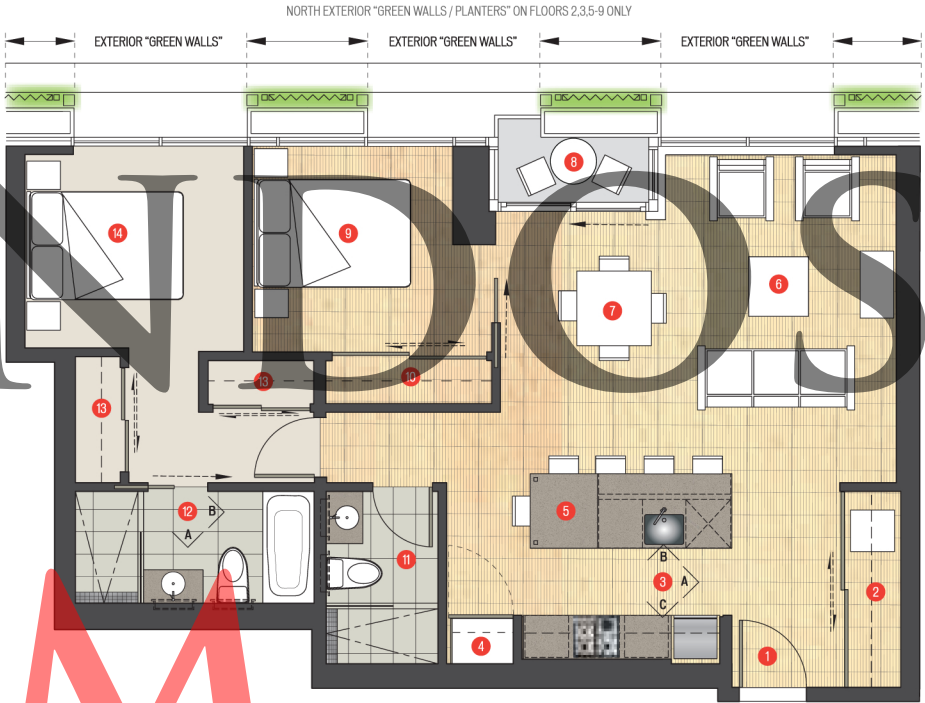 NORTH EXTERIOR “GREEN WALLS / PLANTERS” ON FLOORS 2,3,5-9 ONLY
EXTERIOR “GREEN WALLS” EXTERIOR “GREEN WALLS” EXTERIOR “GREEN WALLS”
8
14 9
6
7
NDOS
13 10
13
5
12 B
A
11
B
3 A
C
2
4
1
M